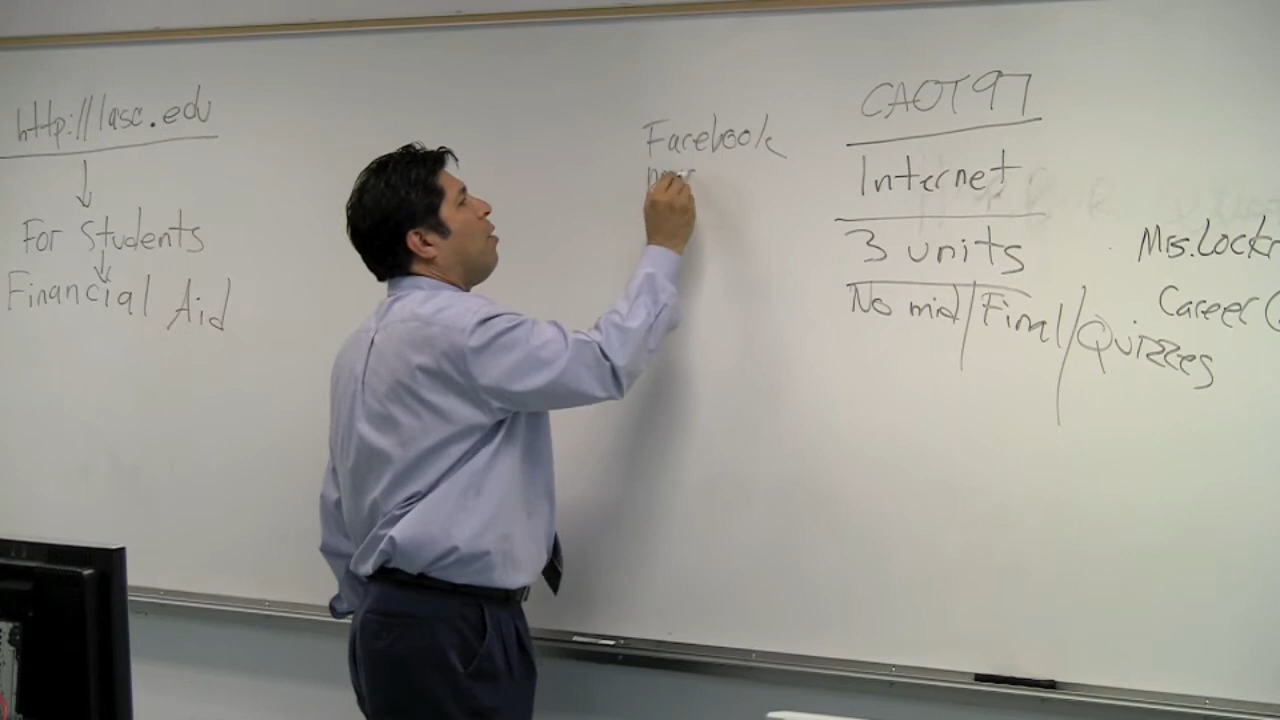 http://lasc.edu
For Students
Financial Aid
Facebook
CAOT 97
Internet
3 units
No mid/Final/Quizzes
Mrs.
Career